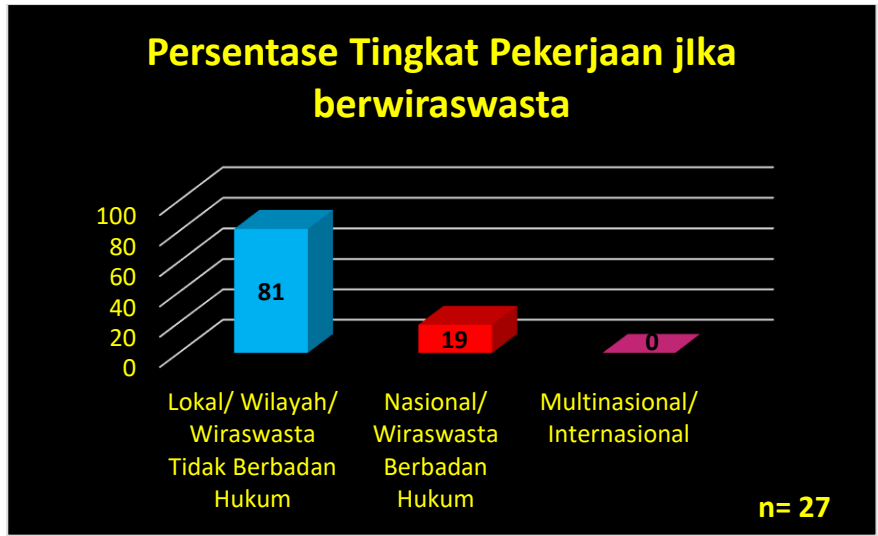 Persentase Tingkat Pekerjaan jIka
berwiraswasta
100
80
60
40
20
0
81
19
0
Lokal/ Wilayah/
Wiraswasta
Tidak Berbadan
Hukum
Nasional/
Wiraswasta
Berbadan
Hukum
Multinasional/
Internasional
n= 27